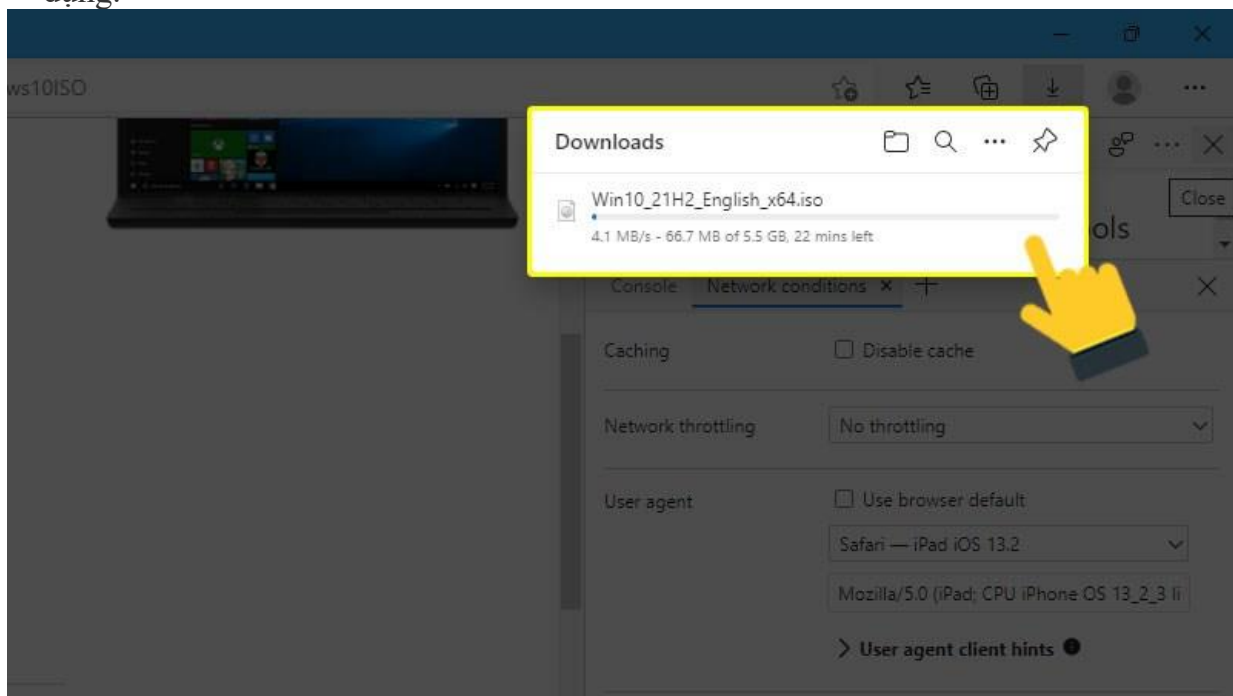 dụng.
ws10ISO
Downloads
Win10_21H2_English_x64.iso
4.1 MB/s - 66.7 MB of 5.5 GB, 22 mins left
Close
ols
Console Network conditions
Caching Disable cache
Network throttling No throttling
User agent Use browser default
Safari — iPad iOS 13.2
Mozilla/5.0 (iPad; CPU iPhone OS 13_2_3 li
User agent client hints